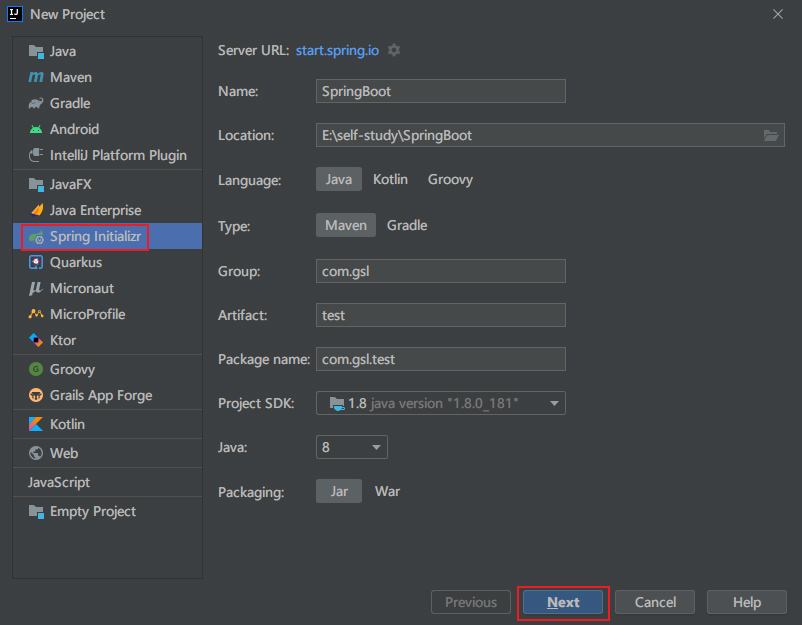 New Project
Java
Maven
Gradle
Android
IntelliJ Platform Plugin
JavaFX
Java Enterprise
Spring Initializr
Quarkus
Micronaut
MicroProfile
Ktor
Groovy
Grails App Forge
Kotlin
Web
JavaScript
Empty Project
Server URL: start.spring.io
Name: SpringBoot
Location: E:\self-study\SpringBoot
Language: Java Kotlin Groovy
Type: Maven Gradle
Group: com.gsl
Artifact: test
Package name: com.gsl.test
Project SDK: 1.8 java version "1.8.0_181"
Java: 8
Packaging: Jar War
Previous Next Cancel Help